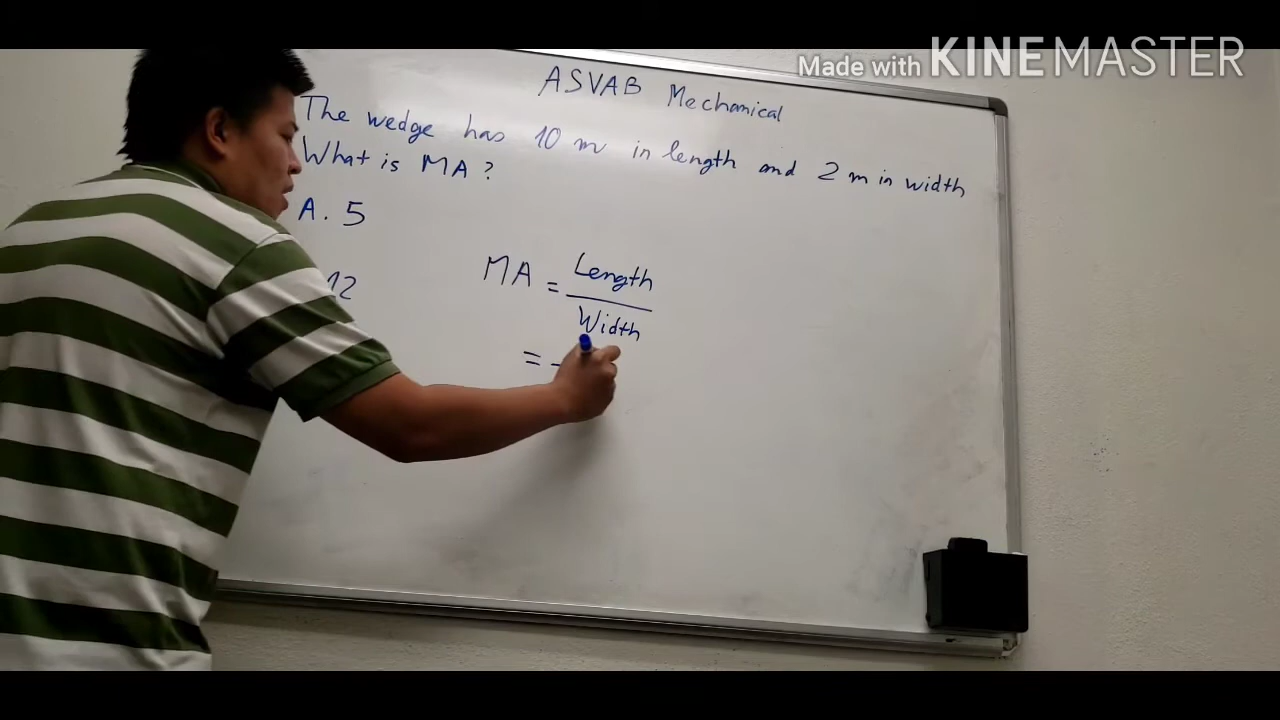 Made with KINEMASTER
ASVAB Mechanical
The wedge has 10 m in length and 2 m in width
What is MA?
A. 5
12
MA = Length
Width
=